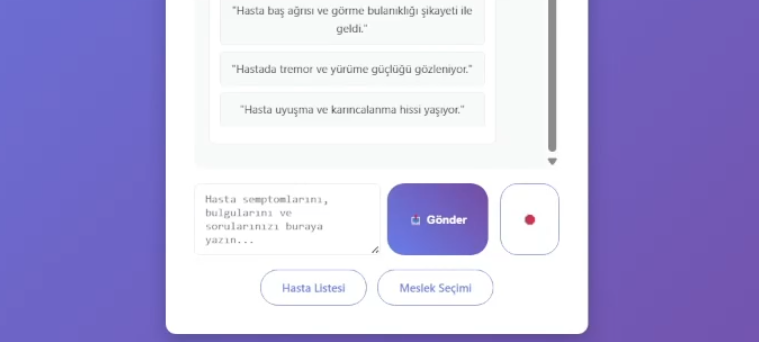 "Hasta baş ağrısı ve görme bulanıklığı şikayeti ile
geldi."
"Hastada tremor ve yürüme güçlüğü gözleniyor."
"Hasta uyuşma ve karıncalanma hissi yaşıyor."
Hasta semptomlarını,
bulgularını ve
sorularınızı buraya
yazın...
Gönder
Hasta Listesi
Meslek Seçimi